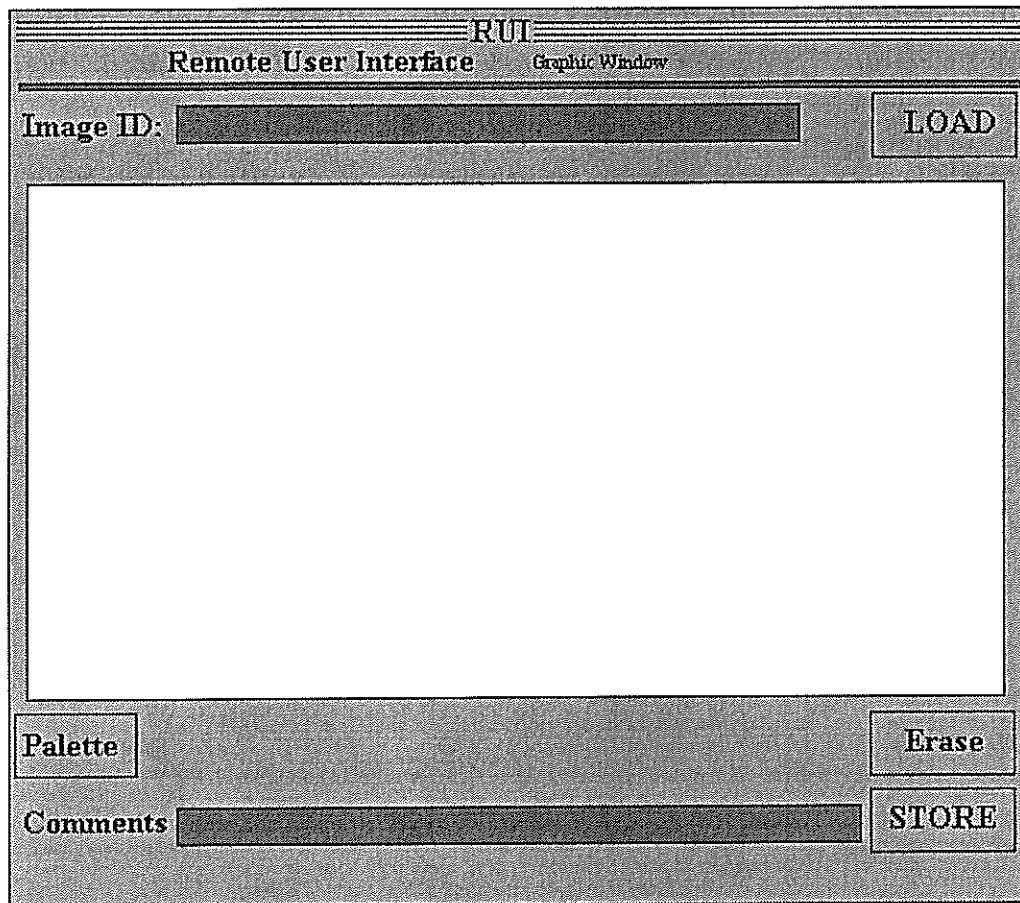 RUI
Remote User Interface Graphic Window
Image ID: LOAD
Palette Erase
Comments STORE